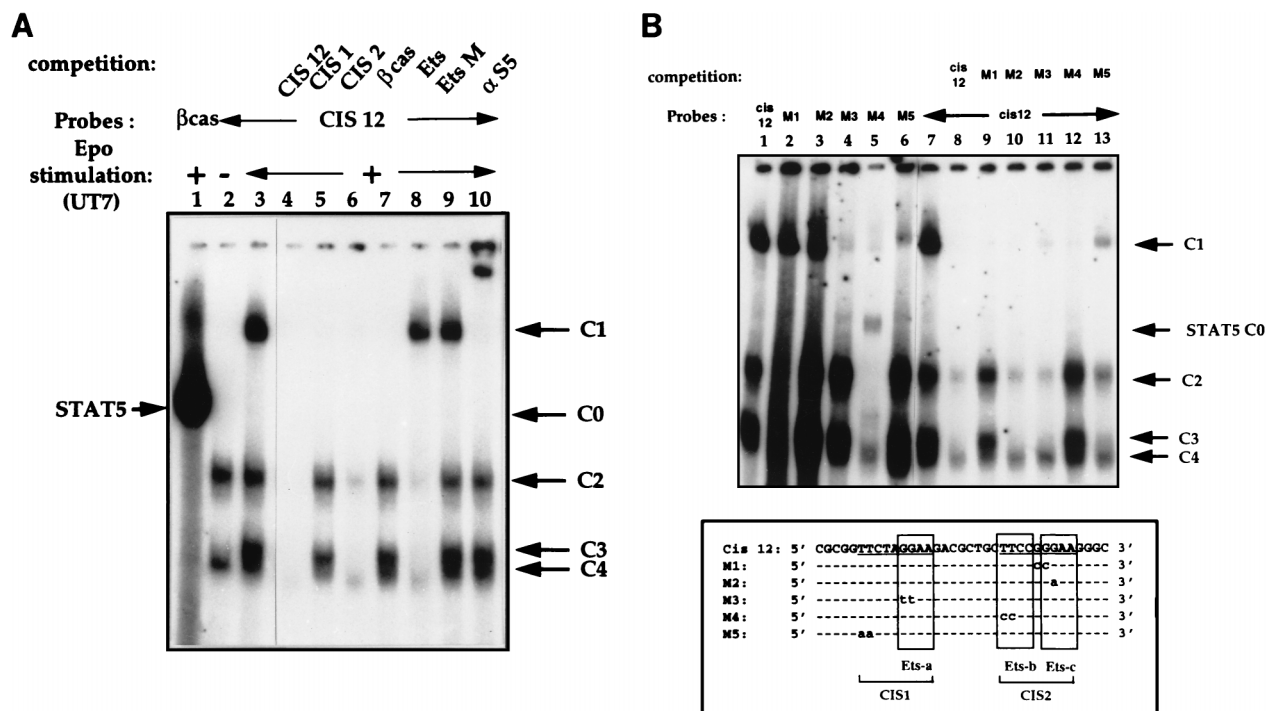 A
competition:
CIS 12 CIS 1 CIS 2 βcas Ets Ets M α S5
Probes : βcas CIS 12
Epo
stimulation: + - +
(UT7) 1 2 3 4 5 6 7 8 9 10
C1
STAT5 C0
C2
C3
C4
B
competition: cis 12 M1 M2 M3 M4 M5
Probes : cis 12 M1 M2 M3 M4 M5 cis12
1 2 3 4 5 6 7 8 9 10 11 12 13
C1
STAT5 C0
C2
C3
C4
Cis 12: 5' CGCGGTTCTAGGAAGACGCTGCTTCCGGGAAGGGC 3'
M1: 5' --------------------------cc------- 3'
M2: 5' ----------------------------a------ 3'
M3: 5' ----------tt----------------------- 3'
M4: 5' ----------------------cc----------- 3'
M5: 5' -----aa---------------------------- 3'
Ets-a Ets-b Ets-c
CIS1 CIS2